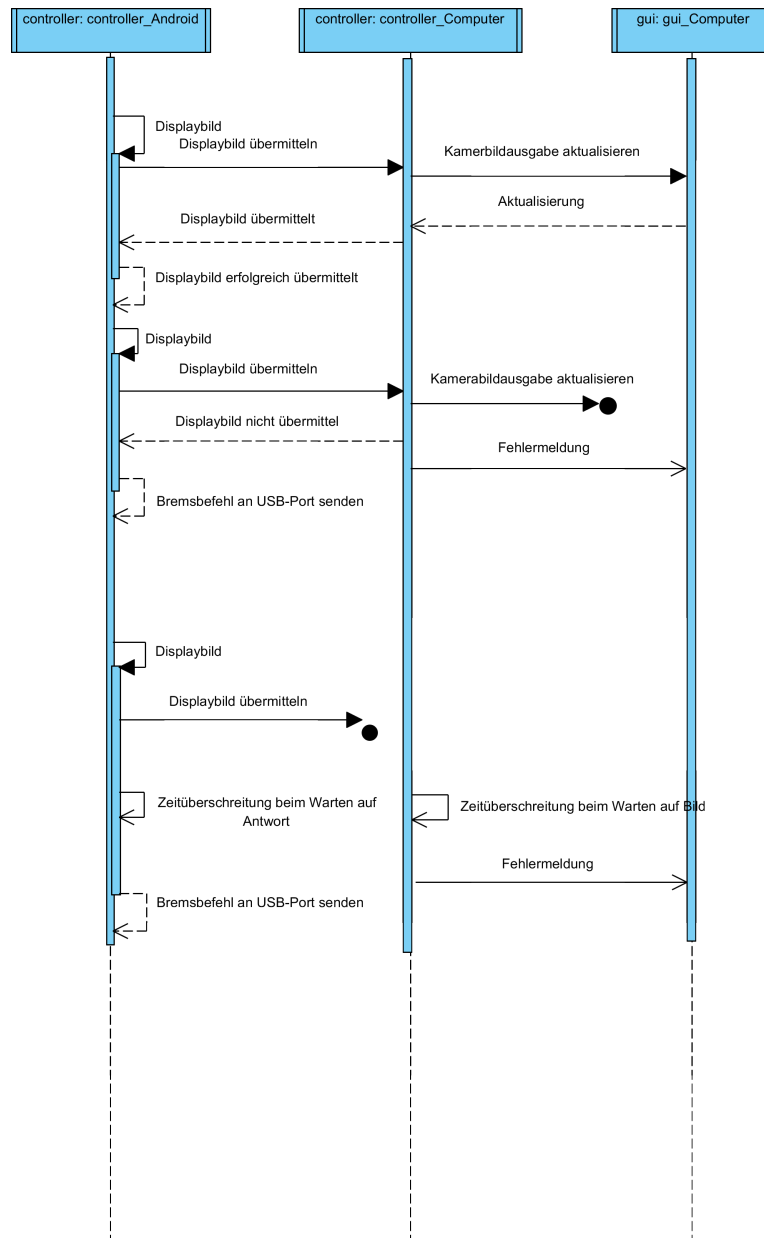 controller: controller_Android
controller: controller_Computer
gui: gui_Computer
Displaybild
Displaybild übermitteln
Kamerbildausgabe aktualisieren
Aktualisierung
Displaybild übermittelt
Displaybild erfolgreich übermittelt
Displaybild
Displaybild übermitteln
Kamerabildausgabe aktualisieren
Displaybild nicht übermittel
Fehlermeldung
Bremsbefehl an USB-Port senden
Displaybild
Displaybild übermitteln
Zeitüberschreitung beim Warten auf
Antwort
Zeitüberschreitung beim Warten auf Bild
Fehlermeldung
Bremsbefehl an USB-Port senden